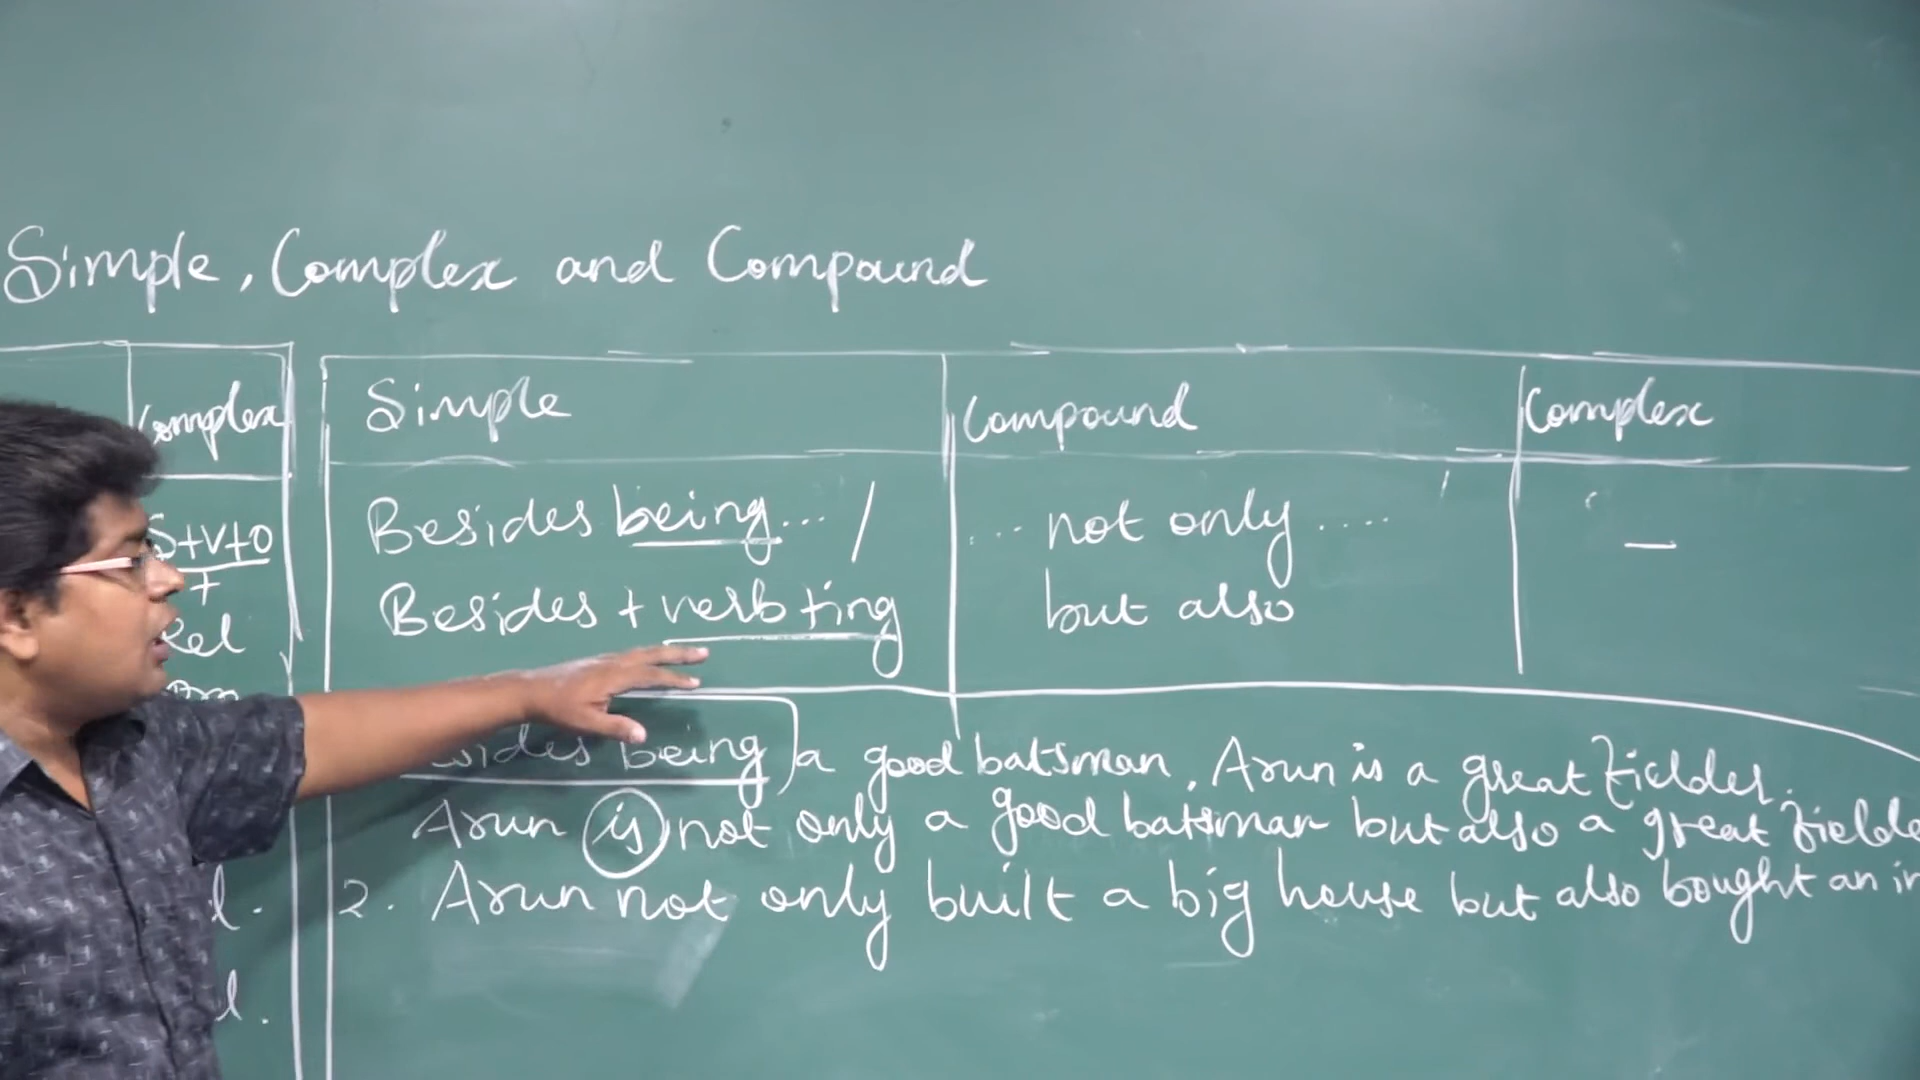 Simple, Complex and Compound
Complex
S+V+O
+
Rel
l.
l.
Simple
Compound
Complex
Besides being... /
... not only ....
—
Besides + verb + ing
but also
being a good batsman, Arun is a great fielder.
Arun is not only a good batsman but also a great
2. Arun not only built a big house but also bought an